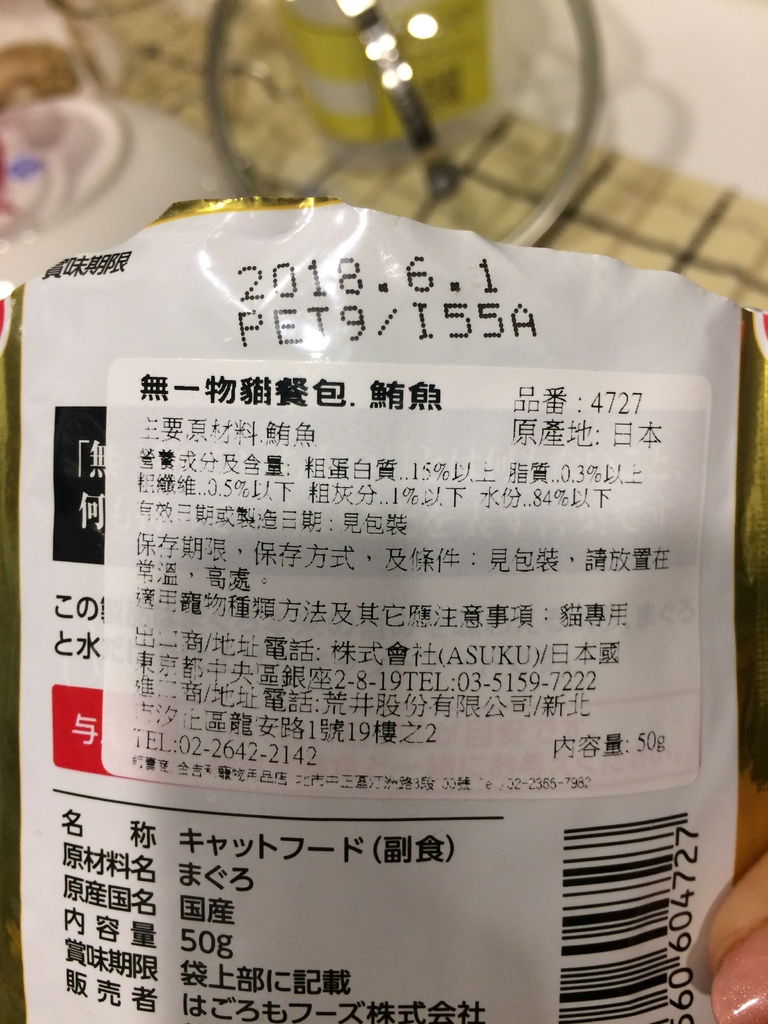 賞味期限
2018.6.1
PET9/I55A
無一物貓餐包. 鮪魚
品番 : 4727
主要原材料.鮪魚
原產地: 日本
營養成分及含量: 粗蛋白質..15%以上 脂質..0.3%以上
粗纖維..0.5%以下 粗灰分..1%以下 水份..84%以下
有效日期或製造日期 : 見包裝
保存期限，保存方式，及條件：見包裝，請放置在
常溫，高處。
適用寵物種類方法及其它應注意事項：貓專用
出口商/地址電話: 株式會社(ASUKU)/日本國
東京都中央區銀座2-8-19TEL:03-5159-7222
進口商/地址電話:荒井股份有限公司/新北
市汐止區龍安路1號19樓之2
TEL:02-2642-2142
內容量: 50g
「無
何
この
と水
与
名称 キャットフード（副食）
原材料名 まぐろ
原産国名 国産
内容量 50g
賞味期限 袋上部に記載
販売者 はごろもフーズ株式会社
560 604727